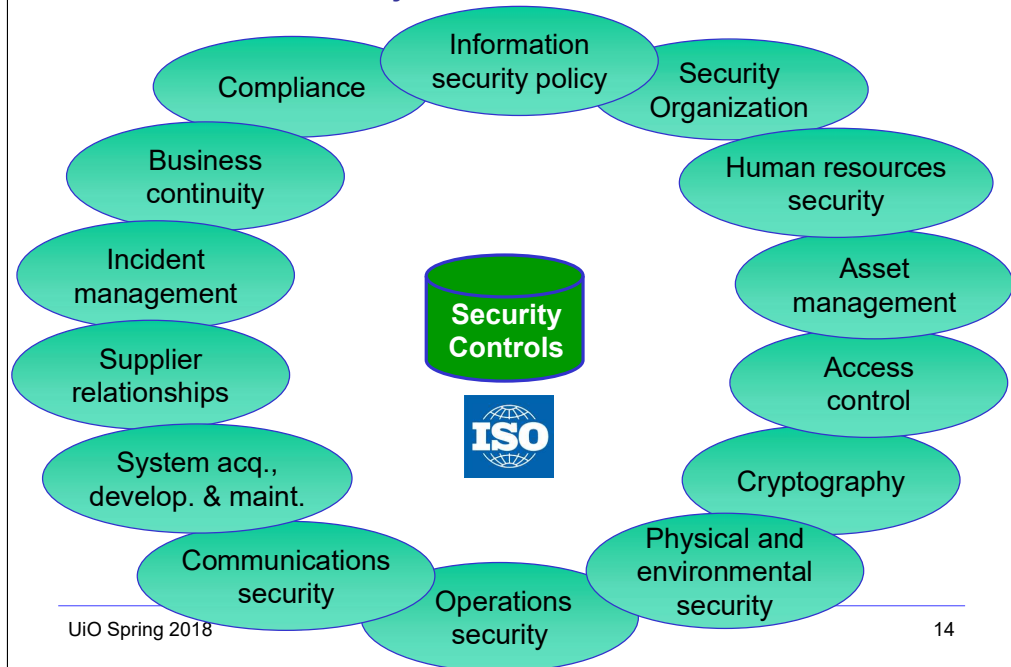 Information
security policy
Security
Organization
Human resources
security
Asset
management
Access
control
Cryptography
Physical and
environmental
security
Operations
security
Communications
security
System acq.,
develop. & maint.
Supplier
relationships
Incident
management
Business
continuity
Compliance
Security
Controls
ISO
UiO Spring 2018
14